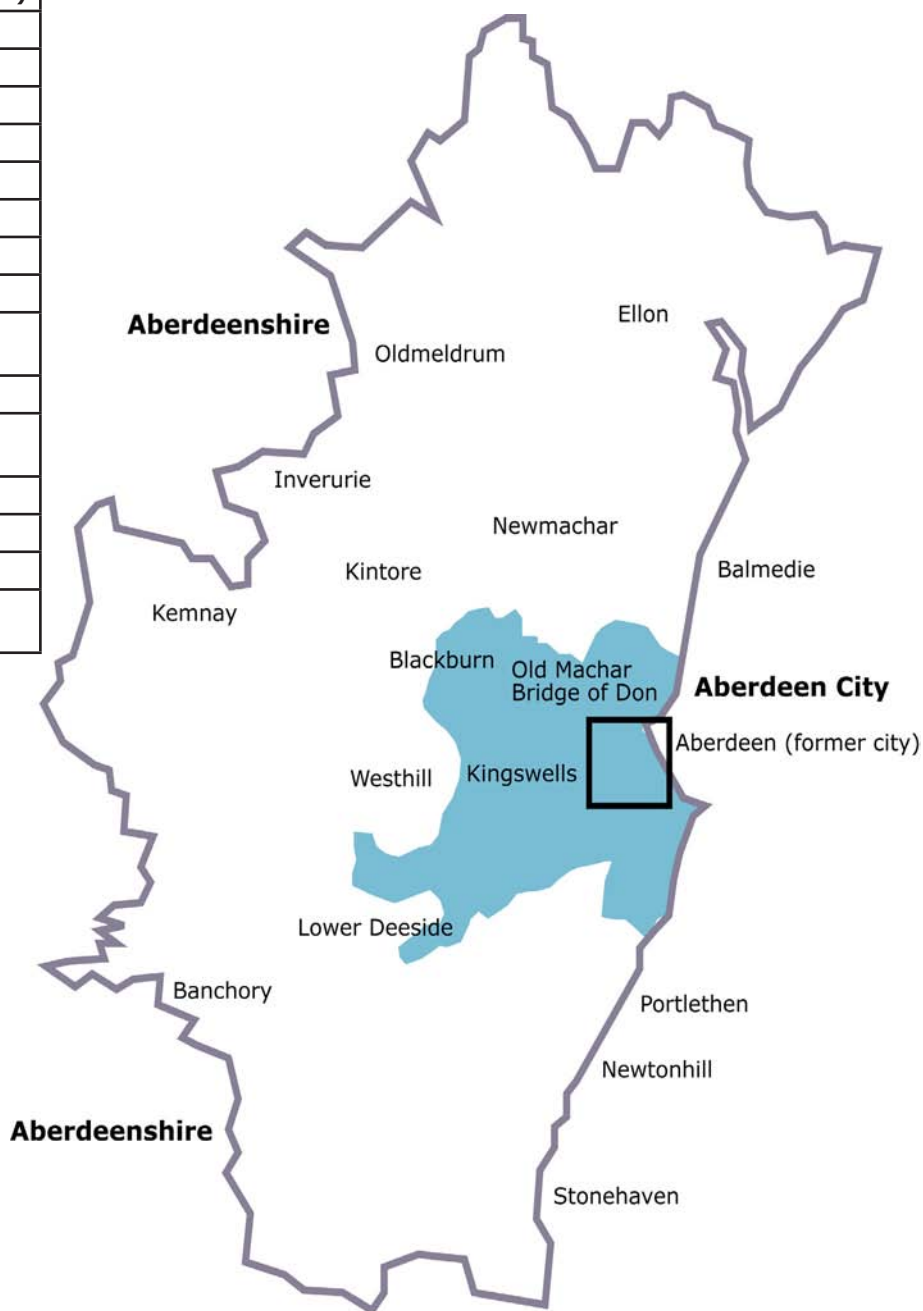 Ellon
Aberdeenshire
Oldmeldrum
Inverurie
Newmachar
Kintore
Balmedie
Kemnay
Blackburn
Old Machar
Bridge of Don
Aberdeen City
Aberdeen (former city)
Westhill
Kingswells
Lower Deeside
Banchory
Portlethen
Newtonhill
Aberdeenshire
Stonehaven